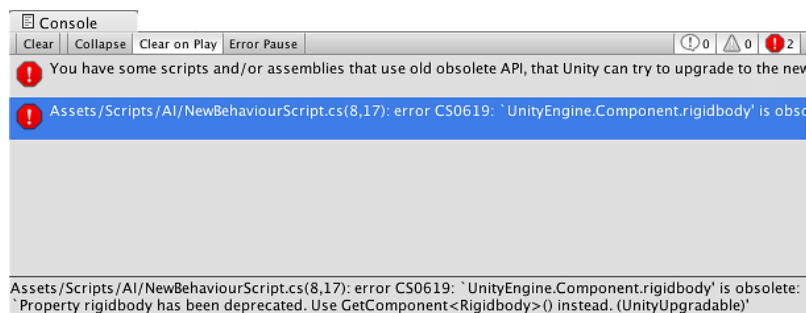 Console
Clear Collapse Clear on Play Error Pause 0 0 2
You have some scripts and/or assemblies that use old obsolete API, that Unity can try to upgrade to the new
Assets/Scripts/AI/NewBehaviourScript.cs(8,17): error CS0619: `UnityEngine.Component.rigidbody' is obso
Assets/Scripts/AI/NewBehaviourScript.cs(8,17): error CS0619: `UnityEngine.Component.rigidbody' is obsolete:
`Property rigidbody has been deprecated. Use GetComponent<Rigidbody>() instead. (UnityUpgradable)'